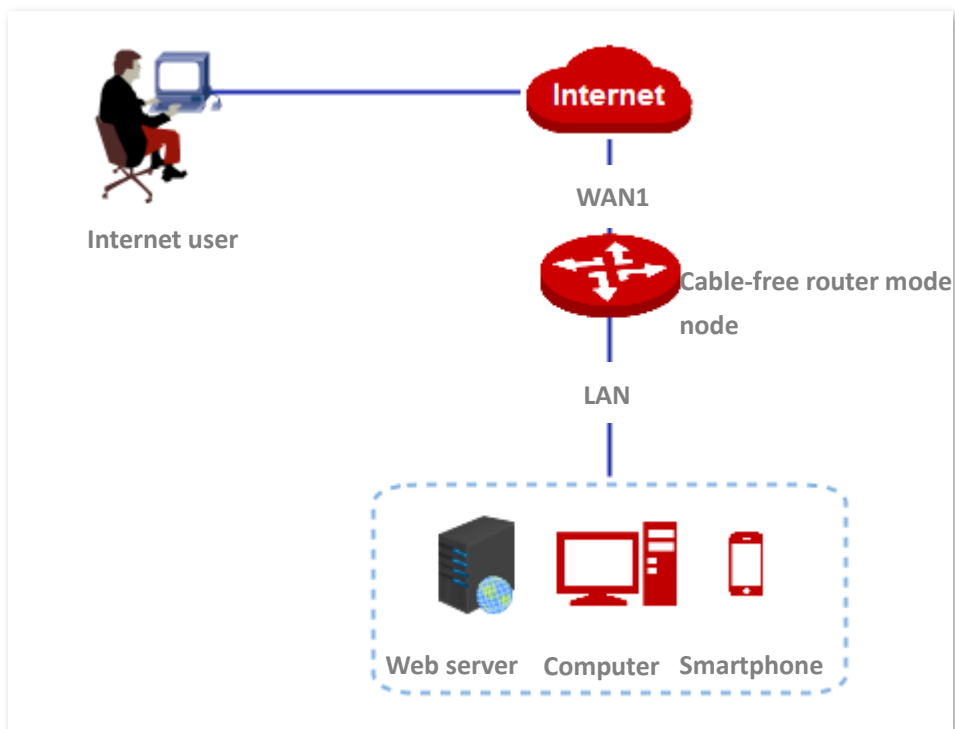 Internet
WAN1
Internet user
Cable-free router mode
node
LAN
Web server
Computer
Smartphone